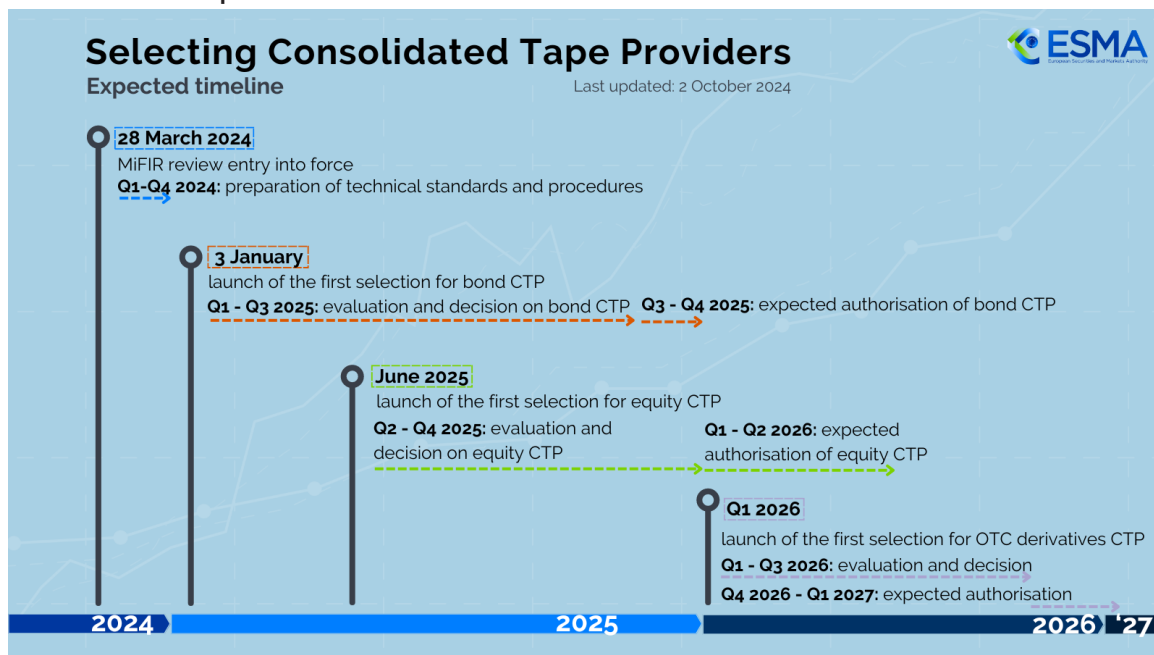 Selecting Consolidated Tape Providers
Expected timeline
Last updated: 2 October 2024
ESMA
European Securities and Markets Authority
28 March 2024
MiFIR review entry into force
Q1-Q4 2024: preparation of technical standards and procedures
3 January
launch of the first selection for bond CTP
Q1 - Q3 2025: evaluation and decision on bond CTP
Q3 - Q4 2025: expected authorisation of bond CTP
June 2025
launch of the first selection for equity CTP
Q2 - Q4 2025: evaluation and
decision on equity CTP
Q1 - Q2 2026: expected
authorisation of equity CTP
Q1 2026
launch of the first selection for OTC derivatives CTP
Q1 - Q3 2026: evaluation and decision
Q4 2026 - Q1 2027: expected authorisation
2024
2025
2026
'27